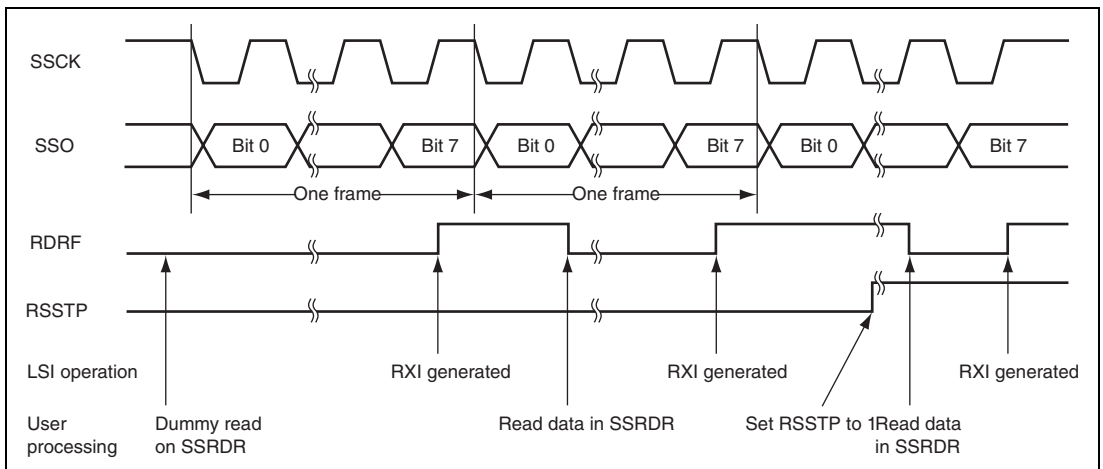 SSCK
SSO
Bit 0
Bit 7
Bit 0
Bit 7
Bit 0
Bit 7
One frame
One frame
RDRF
RSSTP
LSI operation
RXI generated
RXI generated
RXI generated
User
processing
Dummy read
on SSRDR
Read data in SSRDR
Set RSSTP to 1
Read data
in SSRDR